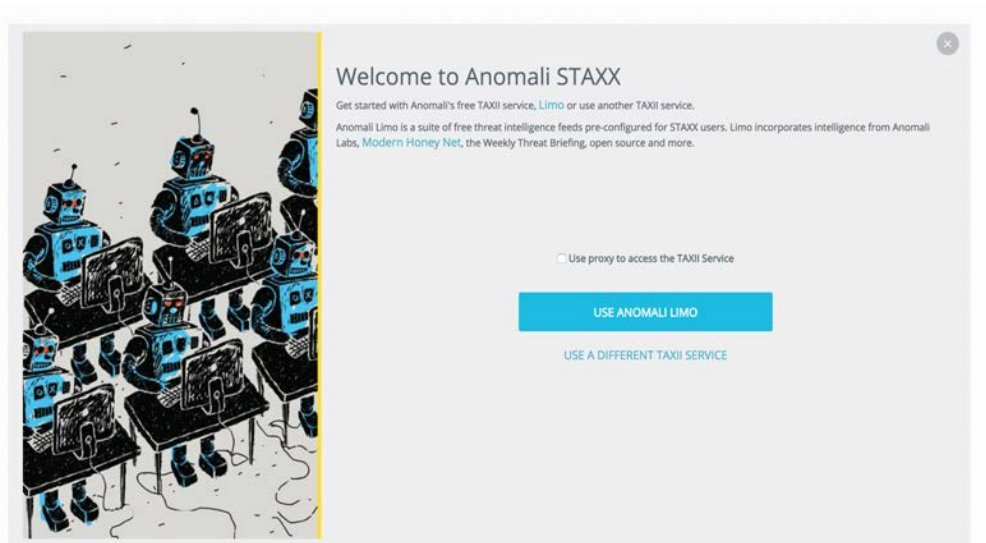 Welcome to Anomali STAXX
Get started with Anomali's free TAXII service, Limo or use another TAXII service.
Anomali Limo is a suite of free threat intelligence feeds pre-configured for STAXX users. Limo incorporates intelligence from Anomali
Labs, Modern Honey Net, the Weekly Threat Briefing, open source and more.
Use proxy to access the TAXII Service
USE ANOMALI LIMO
USE A DIFFERENT TAXII SERVICE